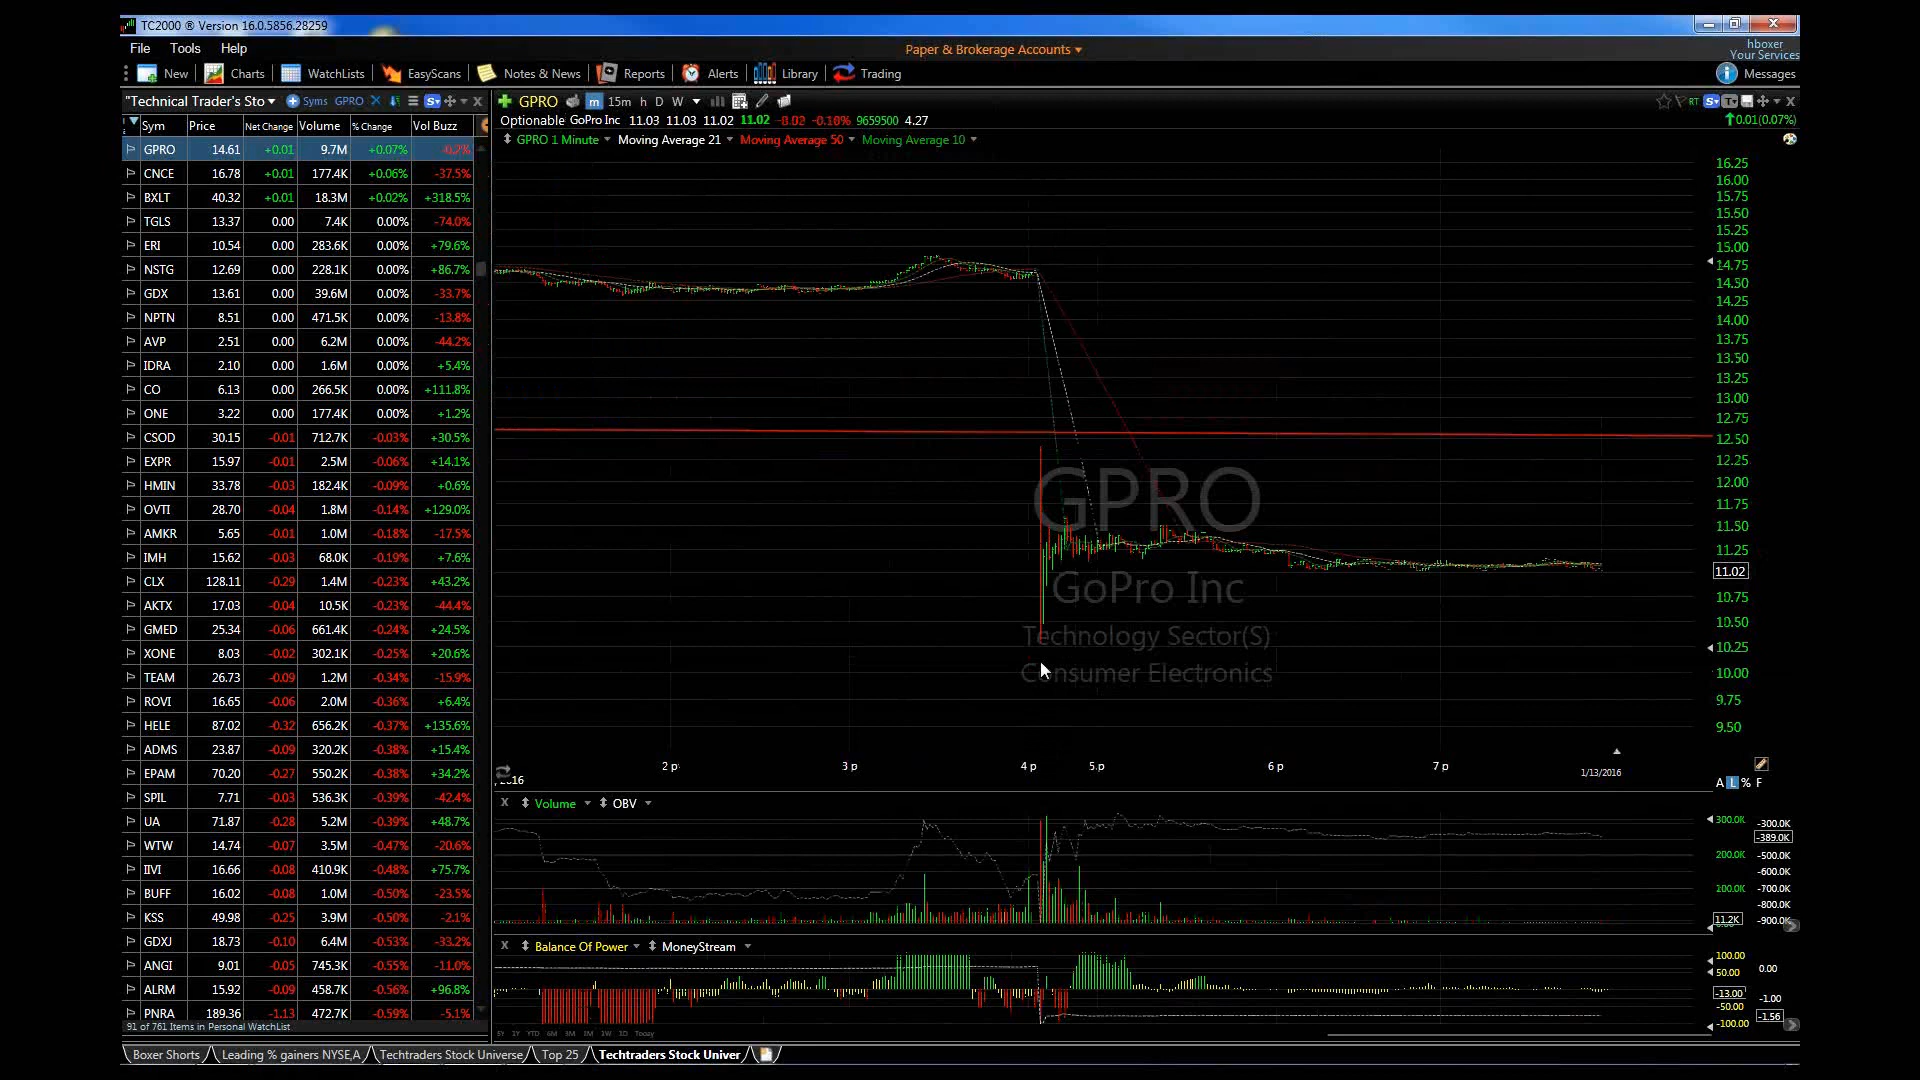 TC2000 ® Version 16.0.5856.28259
File Tools Help
Paper & Brokerage Accounts
hboxer
Your Services
New Charts WatchLists EasyScans Notes & News Reports Alerts Library Trading
Messages
"Technical Trader's Sto Syms GPRO
GPRO m 15m h D W
RT
Optionable GoPro Inc 11.03 11.03 11.02 11.02 -0.02 -0.10% 9659500 4.27
0.01(0.07%)
GPRO 1 Minute Moving Average 21 Moving Average 50 Moving Average 10
Sym Price Net Change Volume % Change Vol Buzz
GPRO 14.61 +0.01 9.7M +0.07% -0.2%
CNCE 16.78 +0.01 177.4K +0.06% -37.5%
BXLT 40.32 +0.01 18.3M +0.02% +318.5%
TGLS 13.37 0.00 7.4K 0.00% -74.0%
ERI 10.54 0.00 283.6K 0.00% +79.6%
NSTG 12.69 0.00 228.1K 0.00% +86.7%
GDX 13.61 0.00 39.6M 0.00% -33.7%
NPTN 8.51 0.00 471.5K 0.00% -13.8%
AVP 2.51 0.00 6.2M 0.00% -44.2%
IDRA 2.10 0.00 1.6M 0.00% +5.4%
CO 6.13 0.00 266.5K 0.00% +111.8%
ONE 3.22 0.00 177.4K 0.00% +1.2%
CSOD 30.15 -0.01 712.7K -0.03% +30.5%
EXPR 15.97 -0.01 2.5M -0.06% +14.1%
HMIN 33.78 -0.03 182.4K -0.09% +0.6%
OVTI 28.70 -0.04 1.8M -0.14% +129.0%
AMKR 5.65 -0.01 1.0M -0.18% -17.5%
IMH 15.62 -0.03 68.0K -0.19% +7.6%
CLX 128.11 -0.29 1.4M -0.23% +43.2%
AKTX 17.03 -0.04 10.5K -0.23% -44.4%
GMED 25.34 -0.06 661.4K -0.24% +24.5%
XONE 8.03 -0.02 302.1K -0.25% +20.6%
TEAM 26.73 -0.09 1.2M -0.34% -15.9%
ROVI 16.65 -0.06 2.0M -0.36% +6.4%
HELE 87.02 -0.32 656.2K -0.37% +135.6%
ADMS 23.87 -0.09 320.2K -0.38% +15.4%
EPAM 70.20 -0.27 550.2K -0.38% +34.2%
SPIL 7.71 -0.03 536.3K -0.39% -42.4%
UA 71.87 -0.28 5.2M -0.39% +48.7%
WTW 14.74 -0.07 3.5M -0.47% -20.6%
IIVI 16.66 -0.08 410.9K -0.48% +75.7%
BUFF 16.02 -0.08 1.0M -0.50% -23.5%
KSS 49.98 -0.25 3.9M -0.50% -2.1%
GDXJ 18.73 -0.10 6.4M -0.53% -33.2%
ANGI 9.01 -0.05 745.3K -0.55% -11.0%
ALRM 15.92 -0.09 458.7K -0.56% +96.8%
PNRA 189.36 -1.13 472.7K -0.59% -5.1%
91 of 761 Items in Personal WatchList
16.25
16.00
15.75
15.50
15.25
15.00
14.75
14.50
14.25
14.00
13.75
13.50
13.25
13.00
12.75
12.50
12.25
12.00
11.75
11.50
11.25
11.02
10.75
10.50
10.25
10.00
9.75
9.50
GPRO
GoPro Inc
Technology Sector(S)
Consumer Electronics
2 p 3 p 4 p 5 p 6 p 7 p
2016
1/13/2016
A L % F
X Volume OBV
300.0K -300.0K
-389.0K
200.0K -500.0K
-600.0K
100.0K -700.0K
-800.0K
11.2K -900.0K
X Balance Of Power MoneyStream
100.00 0.00
50.00
-13.00 -1.00
-50.00 -1.56
-100.00
5Y 1Y YTD 6M 3M 1M 1W 1D Today
Boxer Shorts Leading % gainers NYSE,A Techtraders Stock Universe Top 25 Techtraders Stock Univer